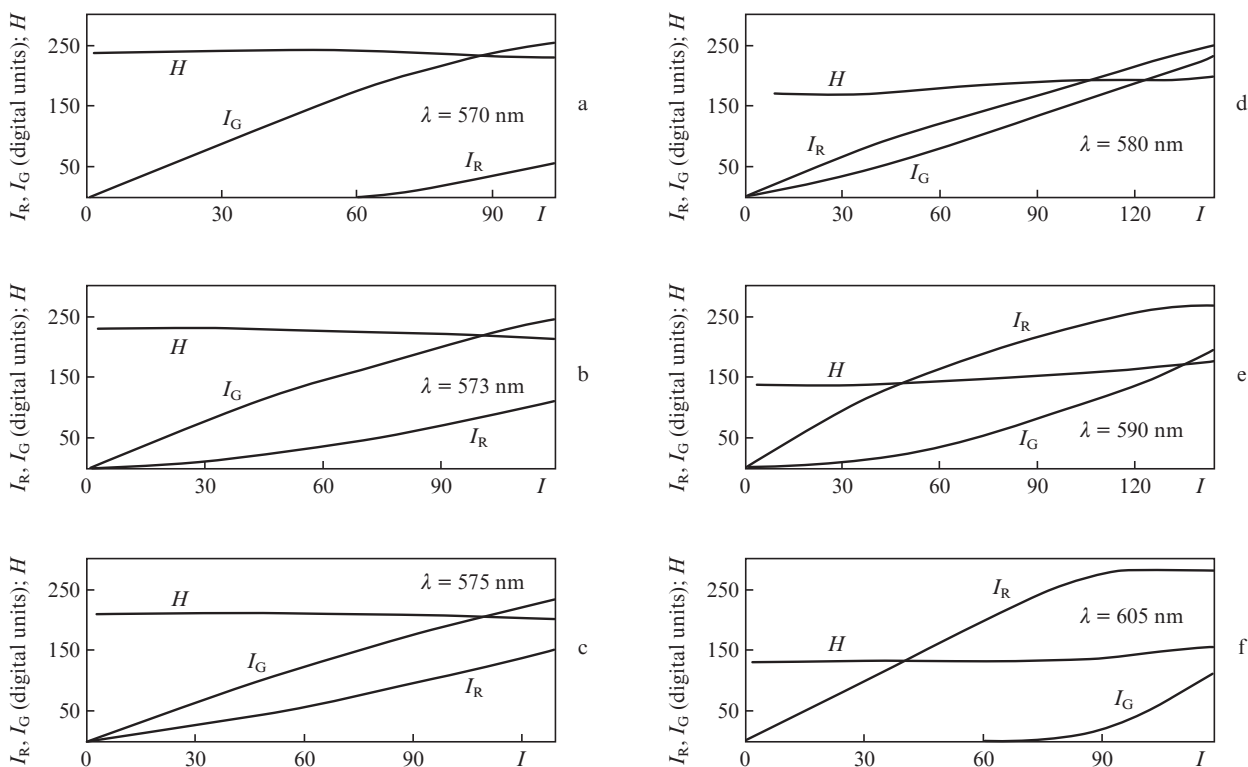 I_R, I_G (digital units); H
250
150
50
0
30
60
90
I
H
I_G
I_R
λ = 570 nm
a
I_R, I_G (digital units); H
250
150
50
0
30
60
90
I
H
I_G
I_R
λ = 573 nm
b
I_R, I_G (digital units); H
250
150
50
0
30
60
90
I
H
I_G
I_R
λ = 575 nm
c
I_R, I_G (digital units); H
250
150
50
0
30
60
90
120
I
H
I_R
I_G
λ = 580 nm
d
I_R, I_G (digital units); H
250
150
50
0
30
60
90
120
I
I_R
H
I_G
λ = 590 nm
e
I_R, I_G (digital units); H
250
150
50
0
30
60
90
I
I_R
H
I_G
λ = 605 nm
f